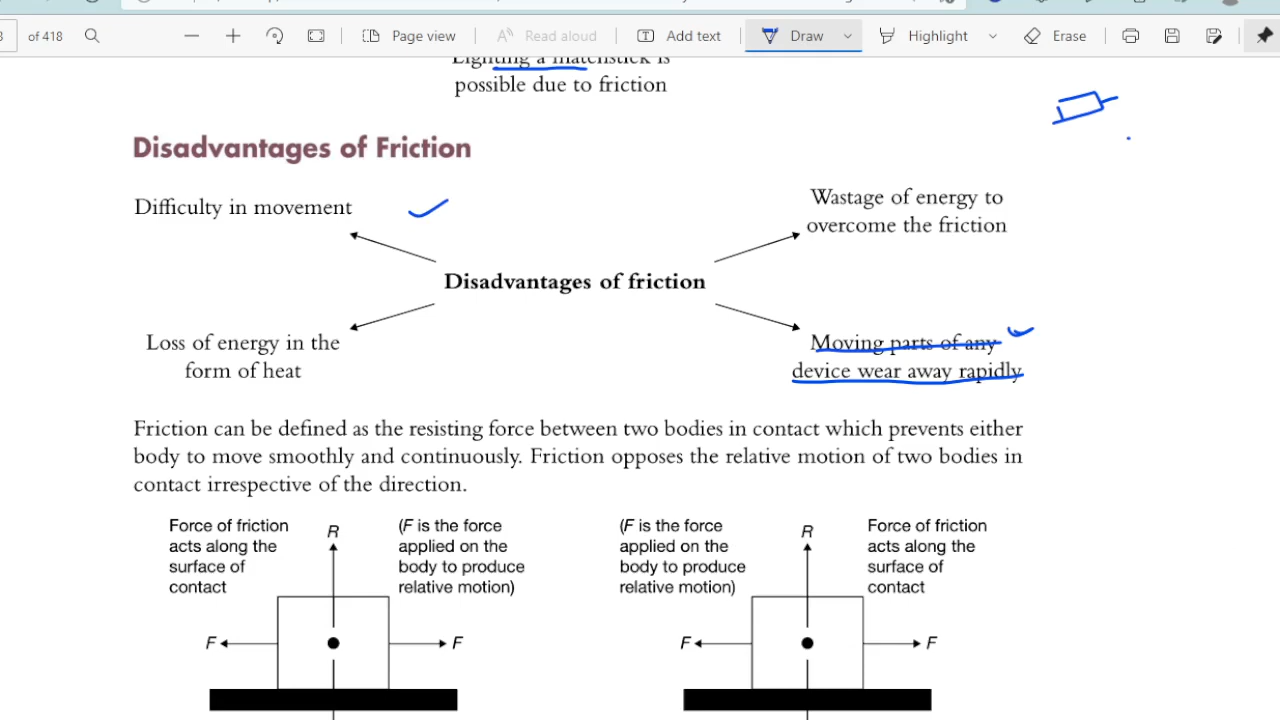 of 418
Page view
Read aloud
Add text
Draw
Highlight
Erase
Lighting a matchstick is
possible due to friction
Disadvantages of Friction
Difficulty in movement
Wastage of energy to
overcome the friction
Disadvantages of friction
Loss of energy in the
form of heat
Moving parts of any
device wear away rapidly
Friction can be defined as the resisting force between two bodies in contact which prevents either
body to move smoothly and continuously. Friction opposes the relative motion of two bodies in
contact irrespective of the direction.
Force of friction
acts along the
surface of
contact
R
(F is the force
applied on the
body to produce
relative motion)
F
F
(F is the force
applied on the
body to produce
relative motion)
R
Force of friction
acts along the
surface of
contact
F
F